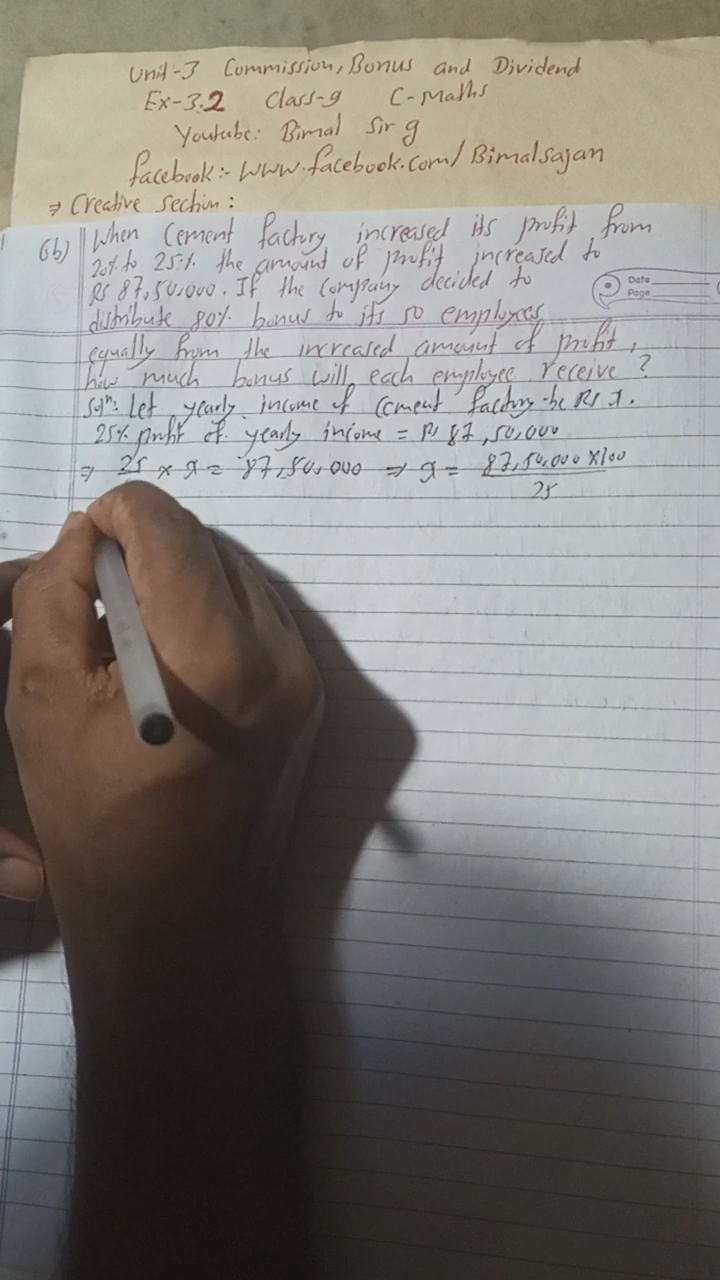 Unit-3 Commission, Bonus and Dividend
Ex-3.2 Class-9 C-Maths
Youtube: Bimal Sir g
facebook:- www.facebook.com/Bimalsajan
⇒ Creative section:
6b) When Cement factory increased its profit from
20% to 25% the amount of profit increased to
RS 87,50,000. If the Company decided to
distribute 80% bonus to its 50 employees
equally from the increased amount of profit,
how much bonus will each employee receive?
Solⁿ: Let yearly income of cement factory be RS x.
25% profit of yearly income = Rs 87,50,000
⇒ 25 × x = 87,50,000 ⇒ x = 87,50,000 × 100
25
Date
Page